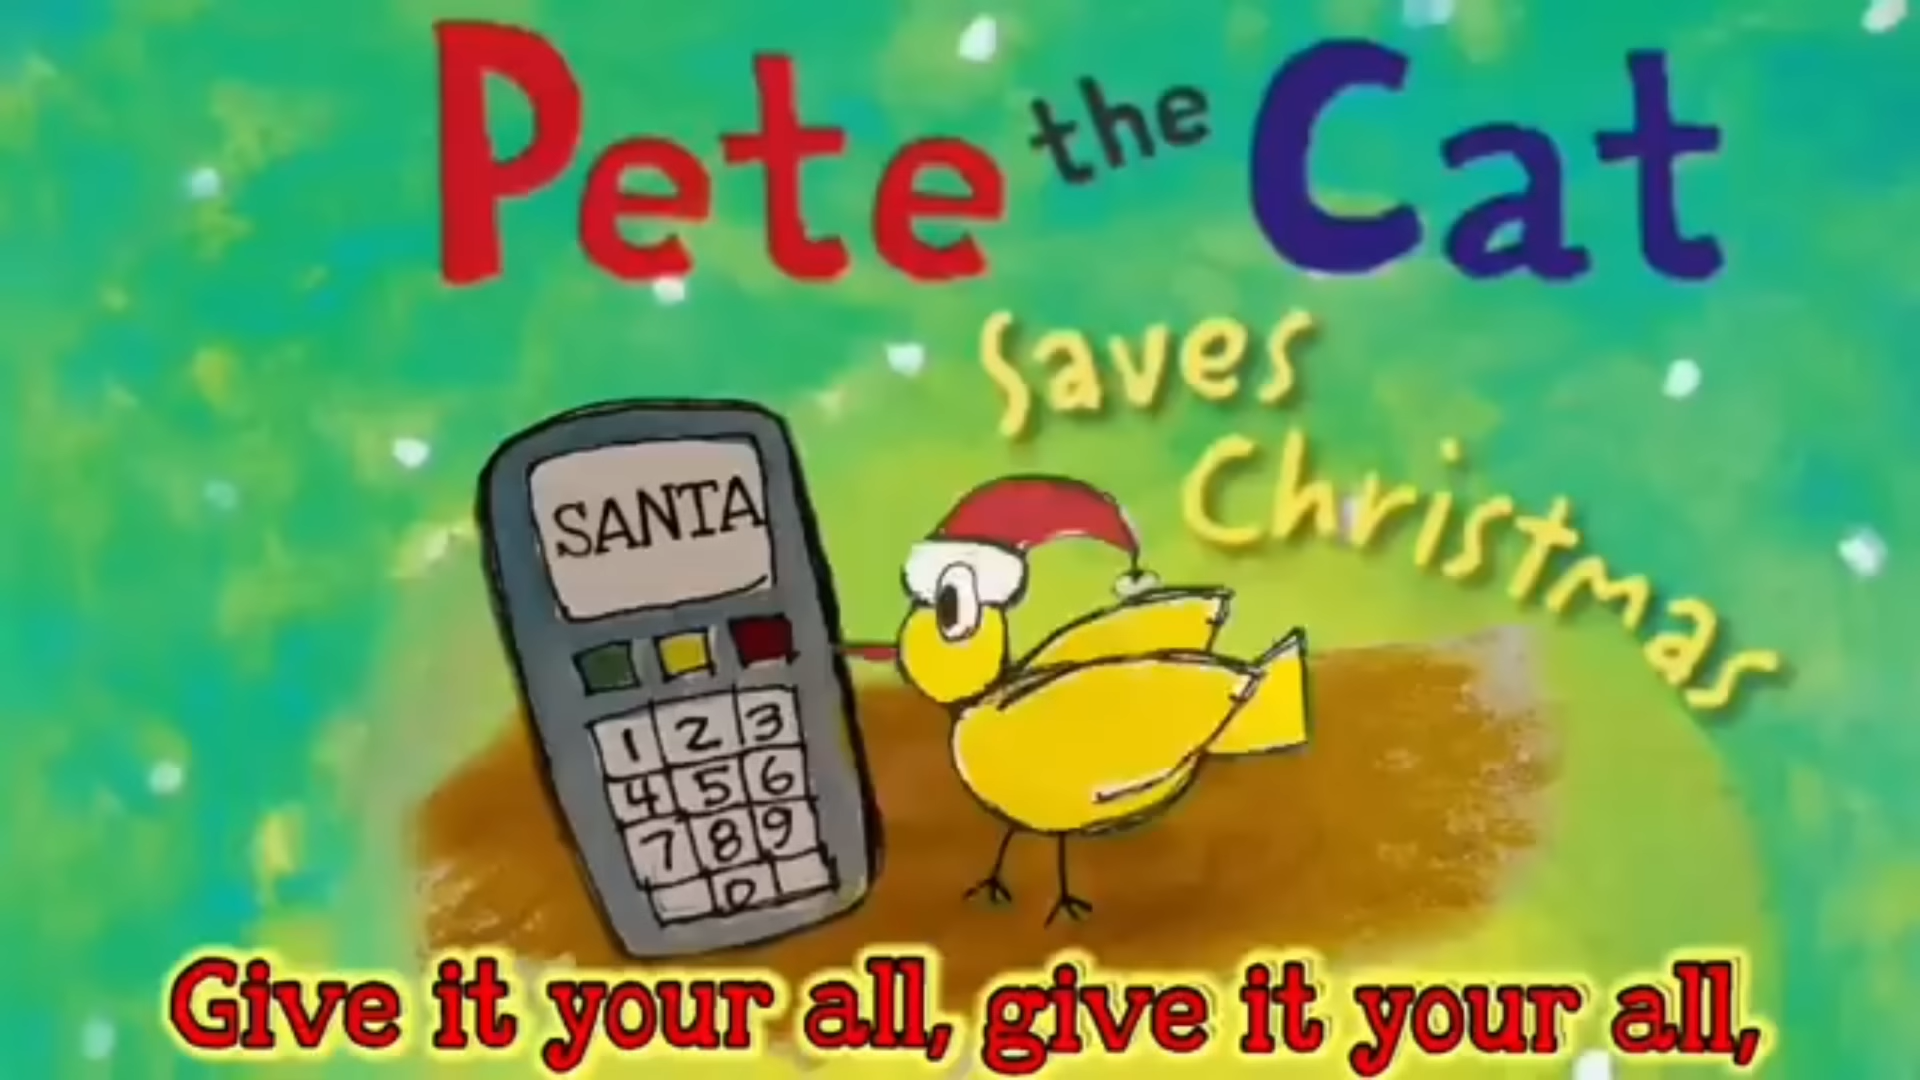 Pete the Cat
Saves
Christmas
SANTA
1 2 3
4 5 6
7 8 9
0
Give it your all, give it your all,